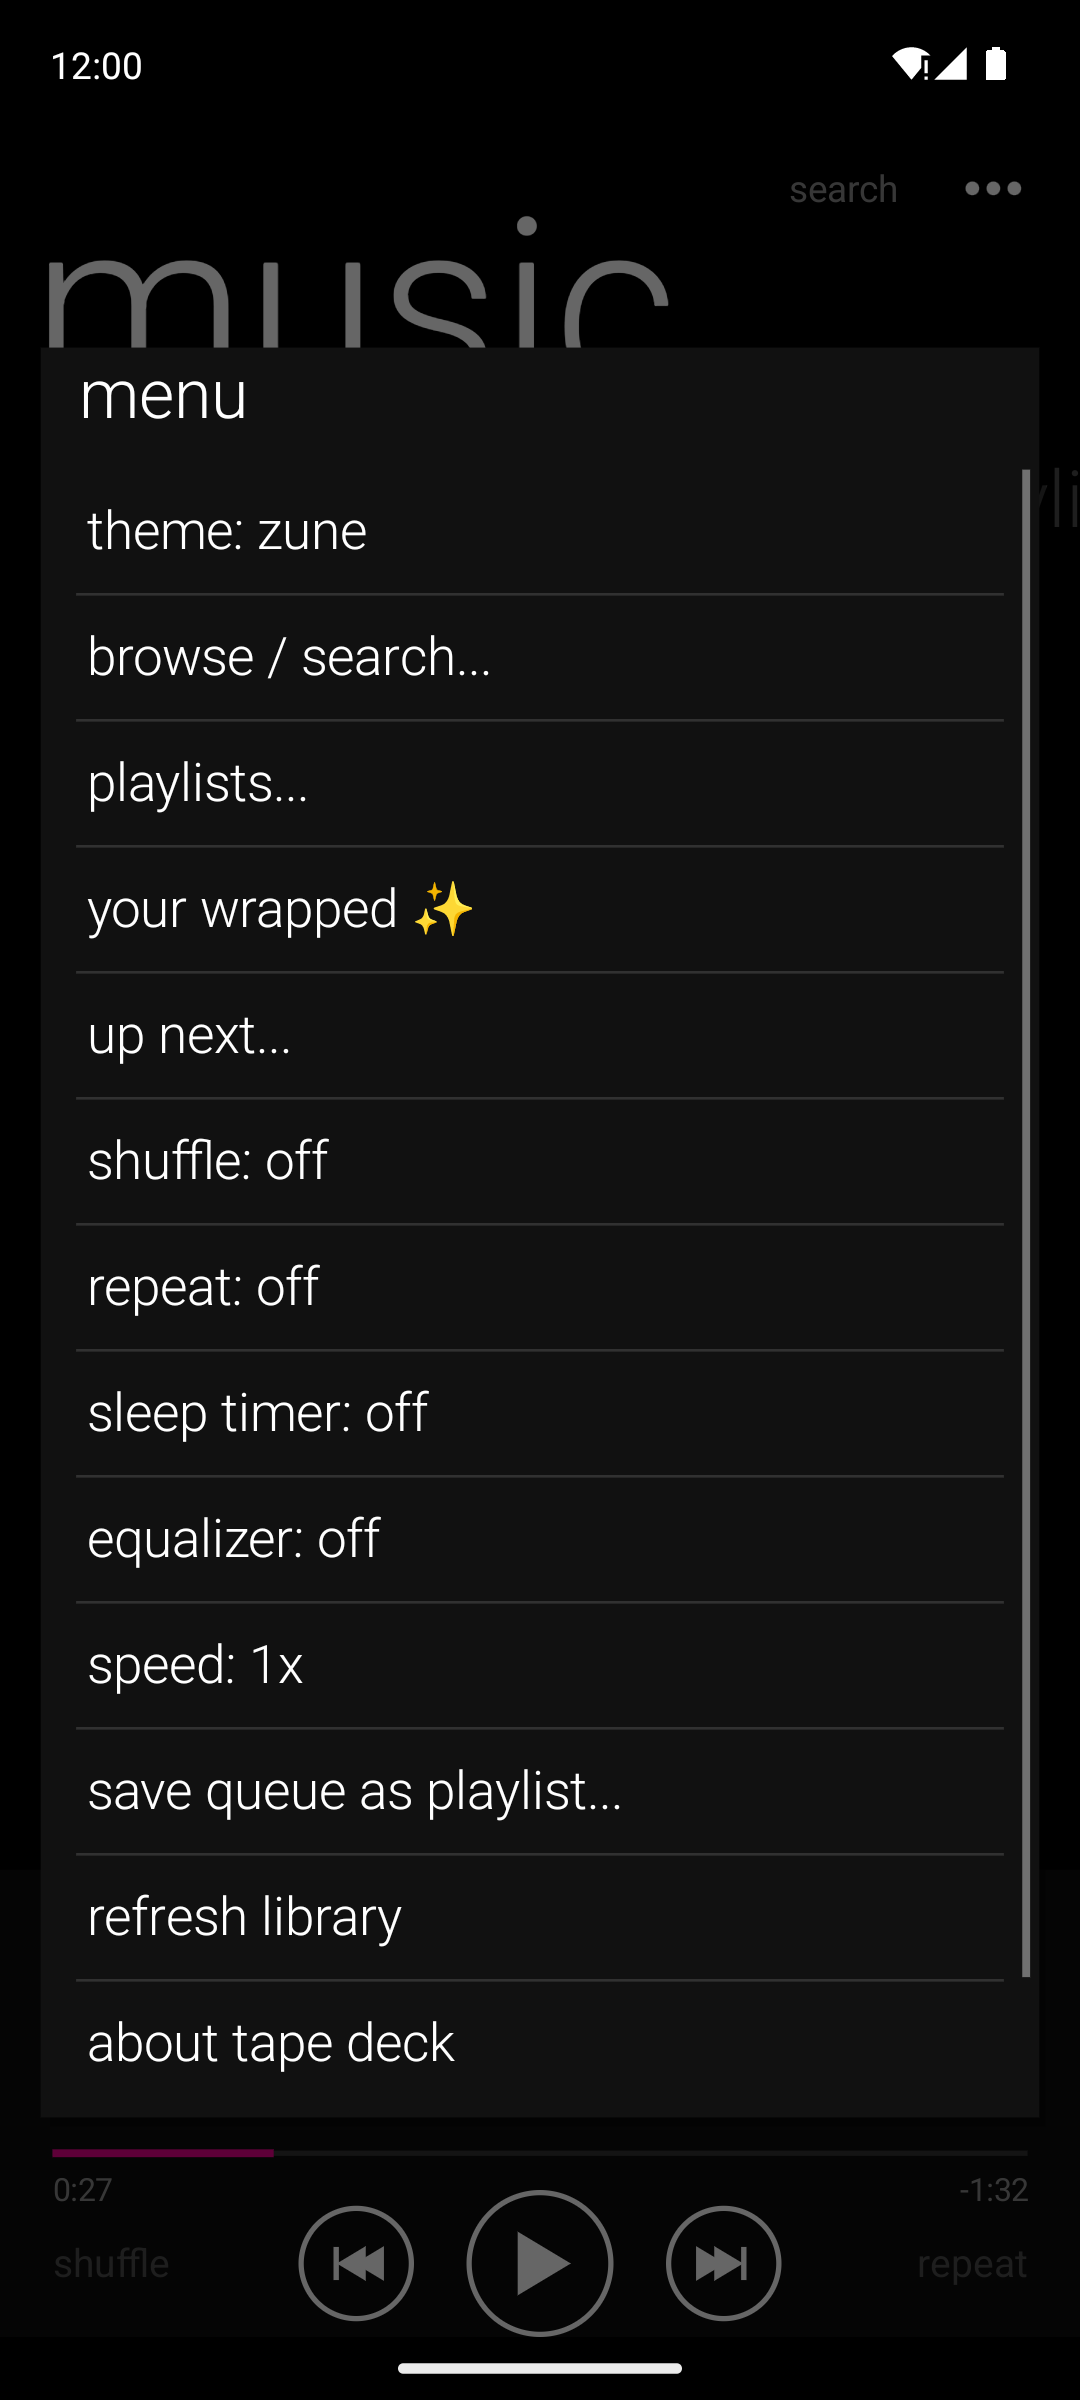 12:00
search
music
menu
theme: zune
browse / search...
playlists...
your wrapped ✨
up next...
shuffle: off
repeat: off
sleep timer: off
equalizer: off
speed: 1x
save queue as playlist...
refresh library
about tape deck
0:27
-1:32
shuffle
repeat